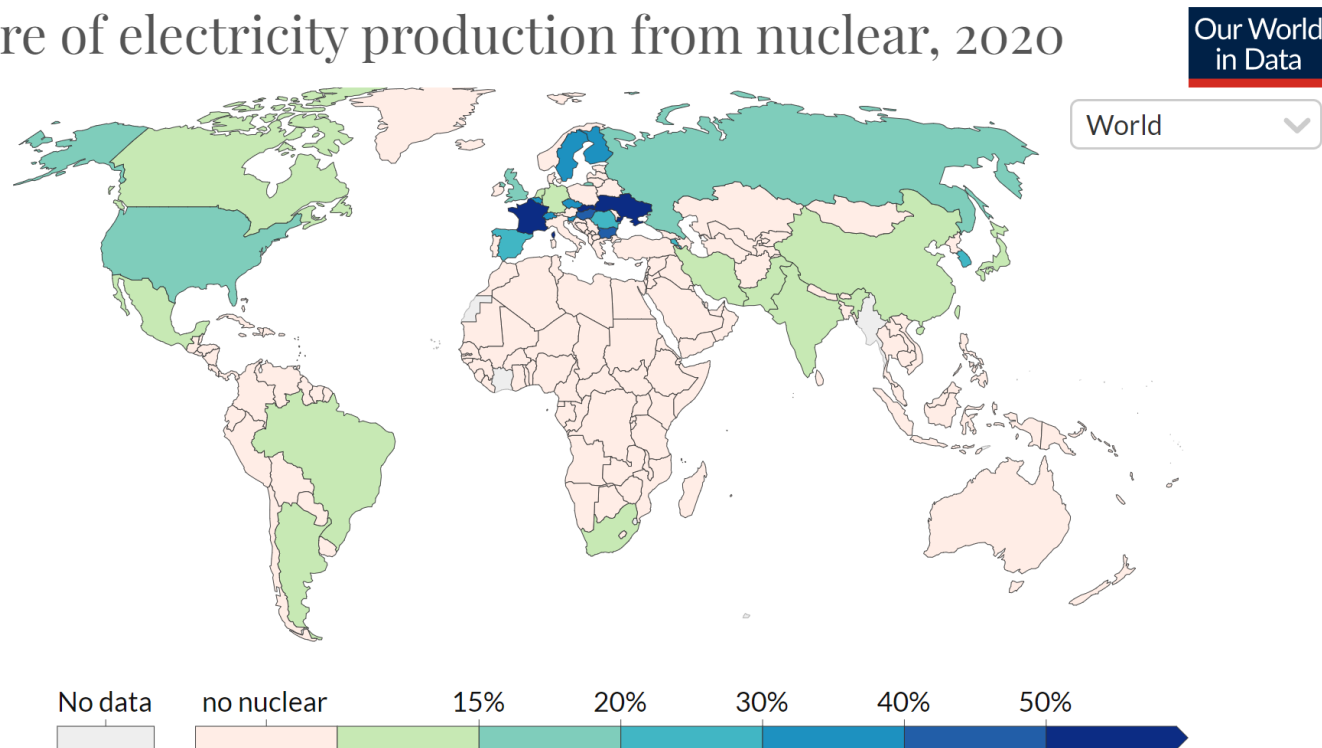 re of electricity production from nuclear, 2020
Our World
in Data
World
No data
no nuclear
15%
20%
30%
40%
50%